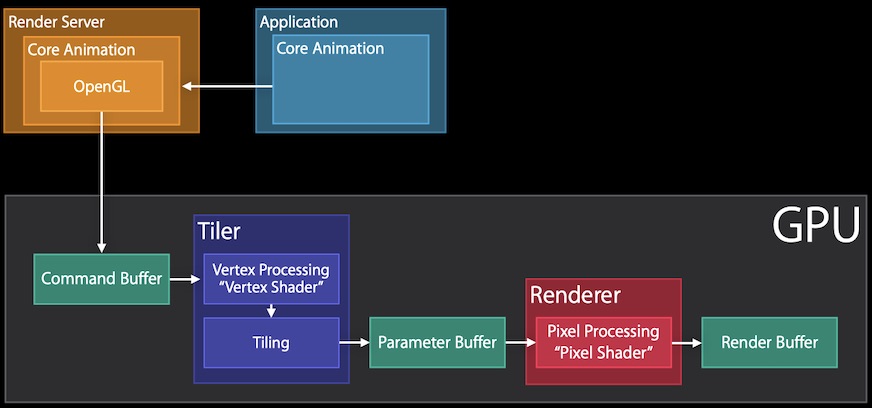 Render Server
Core Animation
OpenGL
Application
Core Animation
GPU
Command Buffer
Tiler
Vertex Processing
“Vertex Shader”
Tiling
Parameter Buffer
Renderer
Pixel Processing
“Pixel Shader”
Render Buffer